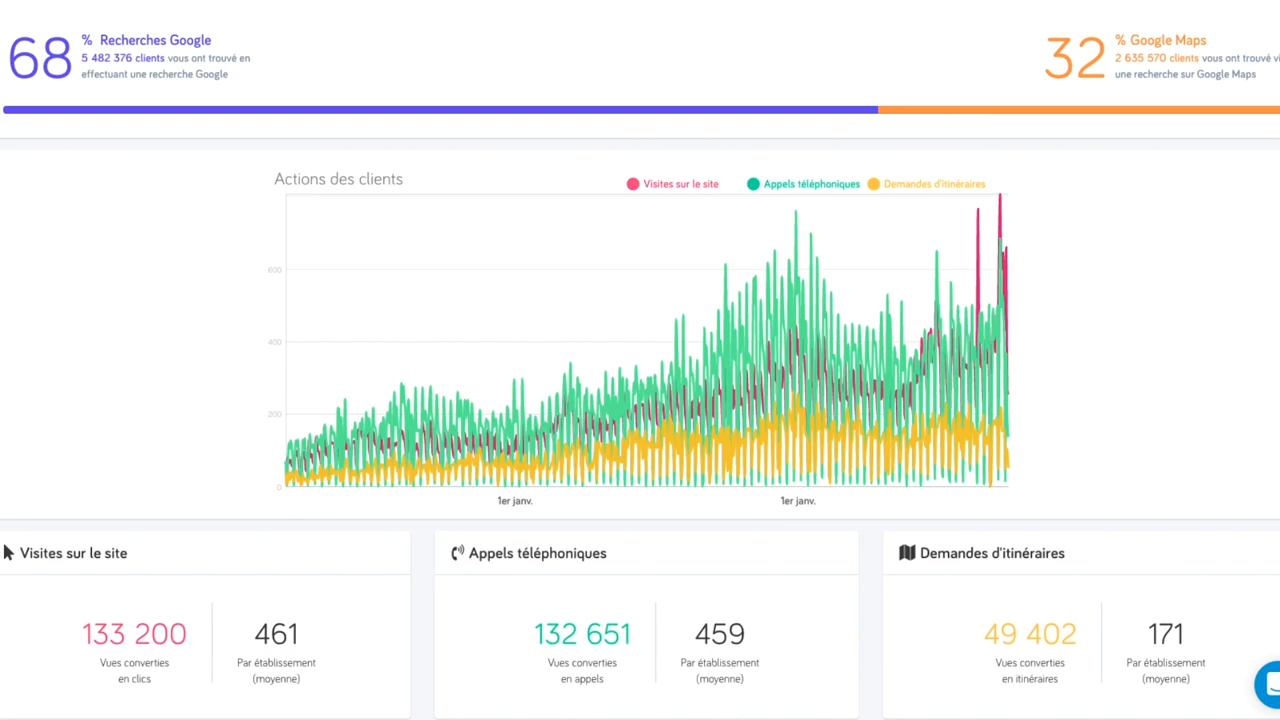 68 % Recherches Google
5 482 376 clients vous ont trouvé en
effectuant une recherche Google
32 % Google Maps
2 635 570 clients vous ont trouvé vi
une recherche sur Google Maps
Actions des clients
Visites sur le site Appels téléphoniques Demandes d'itinéraires
600
400
200
0
1er janv. 1er janv.
Visites sur le site
133 200 461
Vues converties Par établissement
en clics (moyenne)
Appels téléphoniques
132 651 459
Vues converties Par établissement
en appels (moyenne)
Demandes d'itinéraires
49 402 171
Vues converties Par établissement
en itinéraires (moyenne)